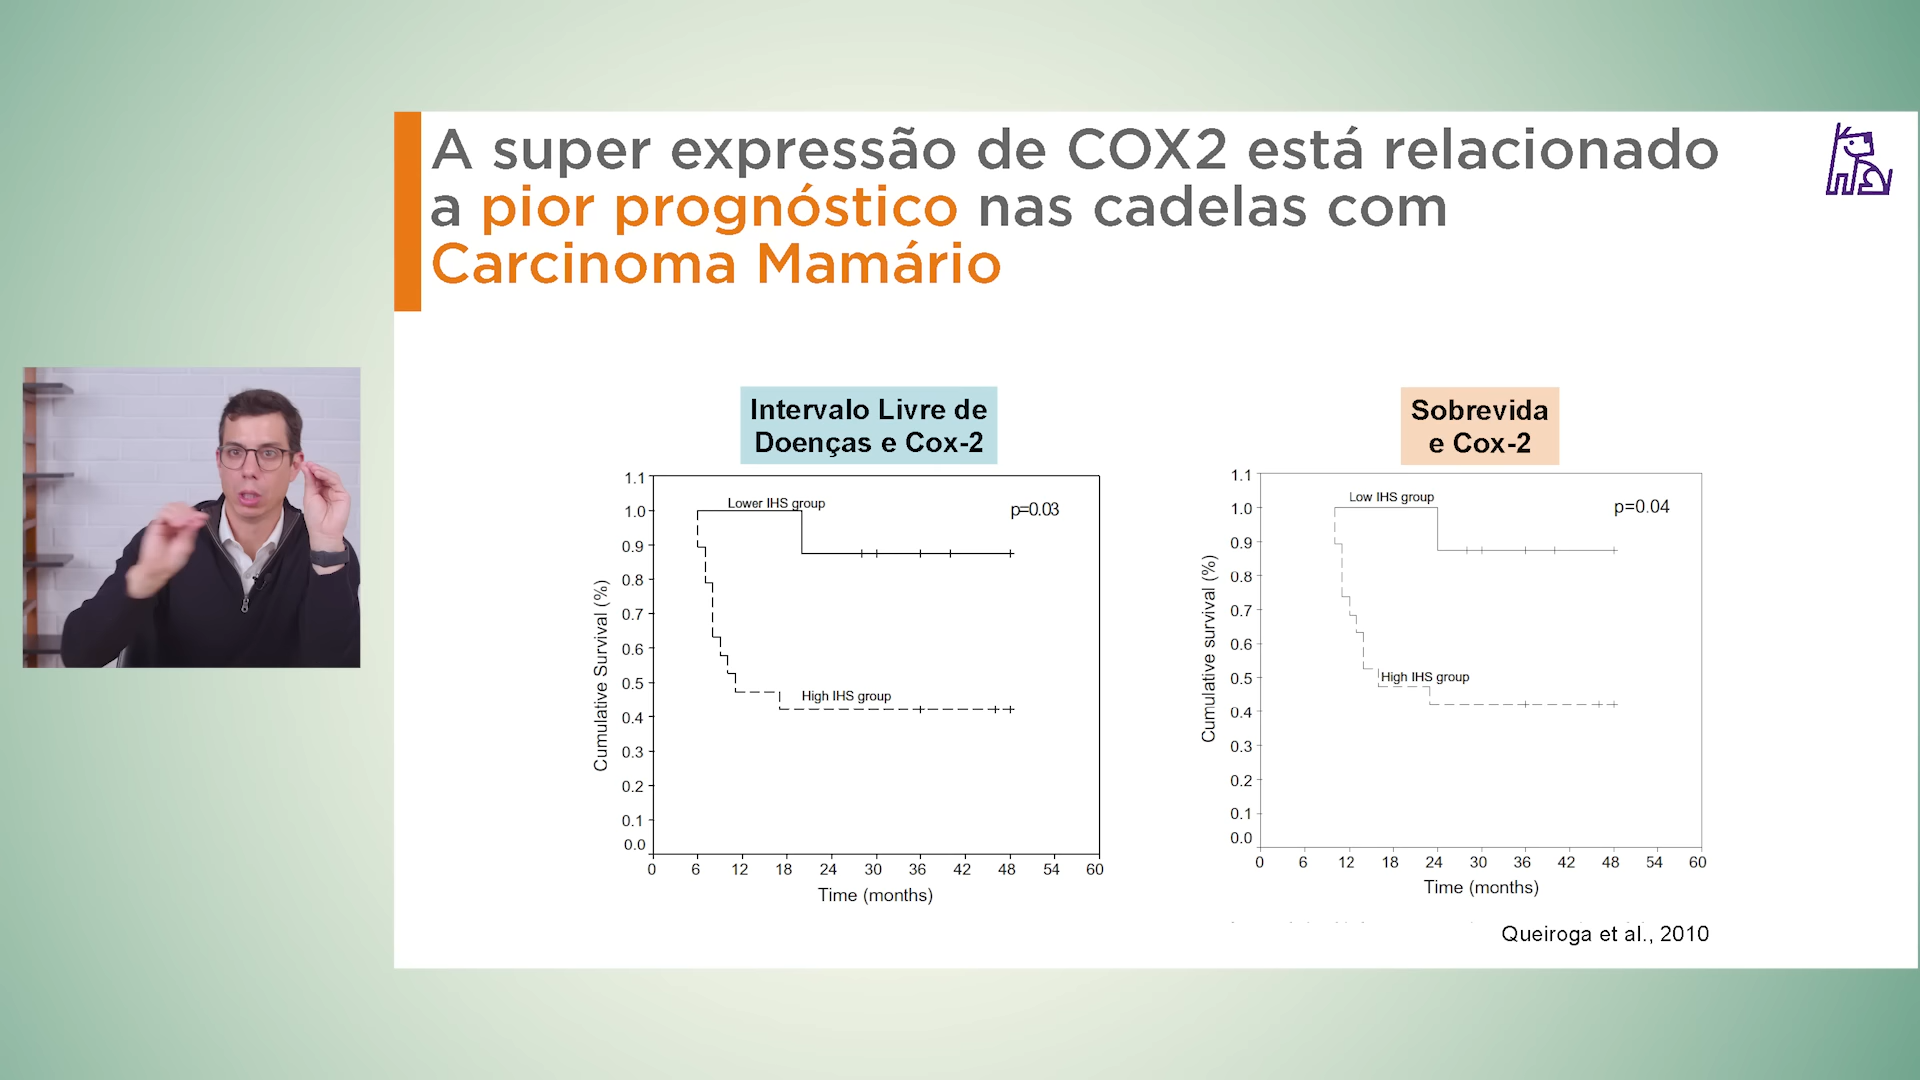 A super expressão de COX2 está relacionado
a pior prognóstico nas cadelas com
Carcinoma Mamário
Intervalo Livre de
Doenças e Cox-2
1.1
1.0
0.9
0.8
0.7
0.6
0.5
0.4
0.3
0.2
0.1
0.0
Cumulative Survival (%)
Lower IHS group
p=0.03
High IHS group
0 6 12 18 24 30 36 42 48 54 60
Time (months)
Sobrevida
e Cox-2
1.1
1.0
0.9
0.8
0.7
0.6
0.5
0.4
0.3
0.2
0.1
0.0
Cumulative survival (%)
Low IHS group
p=0.04
High IHS group
0 6 12 18 24 30 36 42 48 54 60
Time (months)
Queiroga et al., 2010